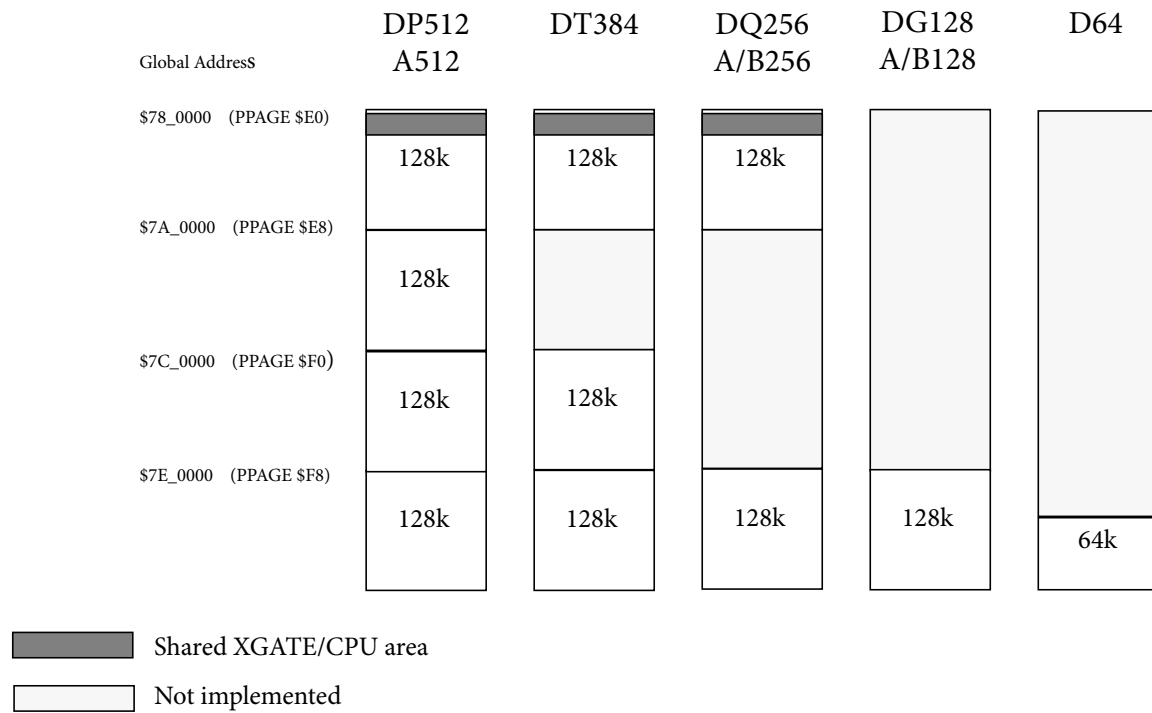 DP512 DT384 DQ256 DG128 D64
Global Address A512 A/B256 A/B128
$78_0000 (PPAGE $E0)
128k 128k 128k
$7A_0000 (PPAGE $E8)
128k
$7C_0000 (PPAGE $F0)
128k 128k
$7E_0000 (PPAGE $F8)
128k 128k 128k 128k
64k
Shared XGATE/CPU area
Not implemented